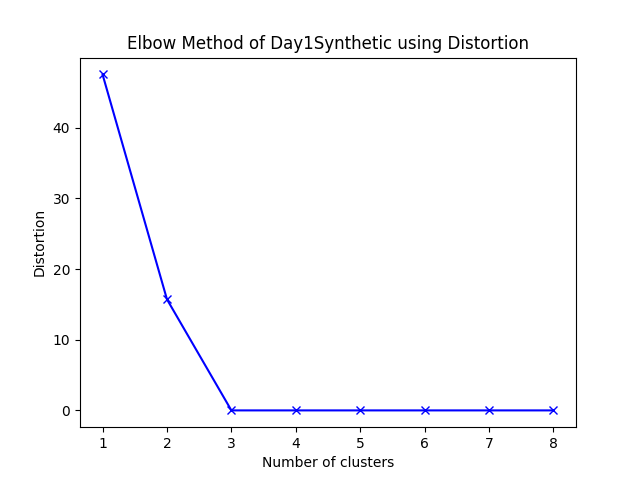 Elbow Method of Day1Synthetic using Distortion
Distortion
40
30
20
10
0
1 2 3 4 5 6 7 8
Number of clusters